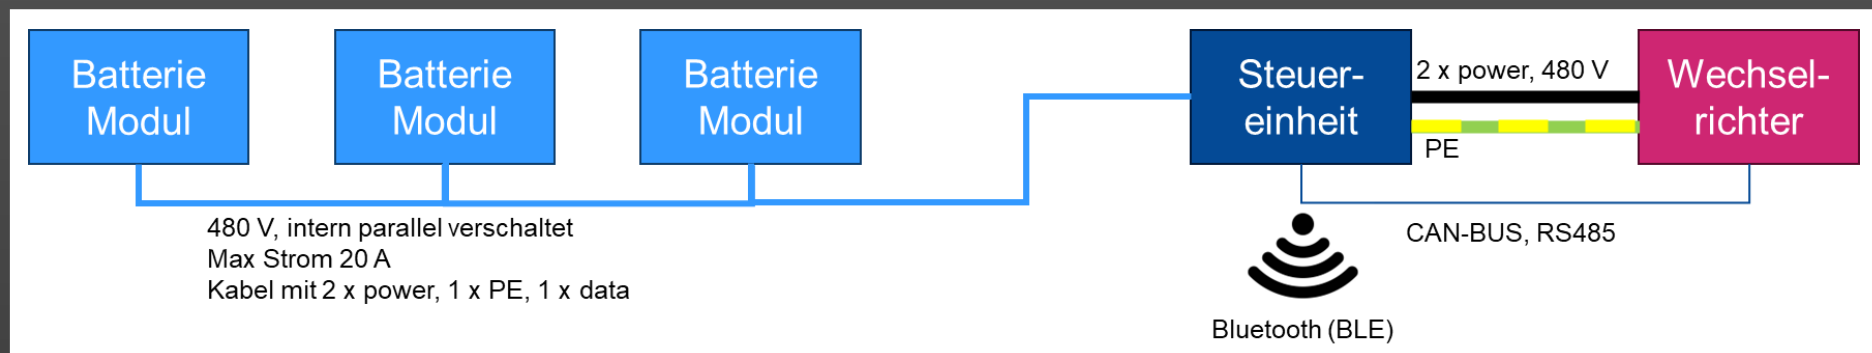 Batterie
Modul
Batterie
Modul
Batterie
Modul
Steuer-
einheit
2 x power, 480 V
PE
Wechsel-
richter
480 V, intern parallel verschaltet
Max Strom 20 A
Kabel mit 2 x power, 1 x PE, 1 x data
CAN-BUS, RS485
Bluetooth (BLE)